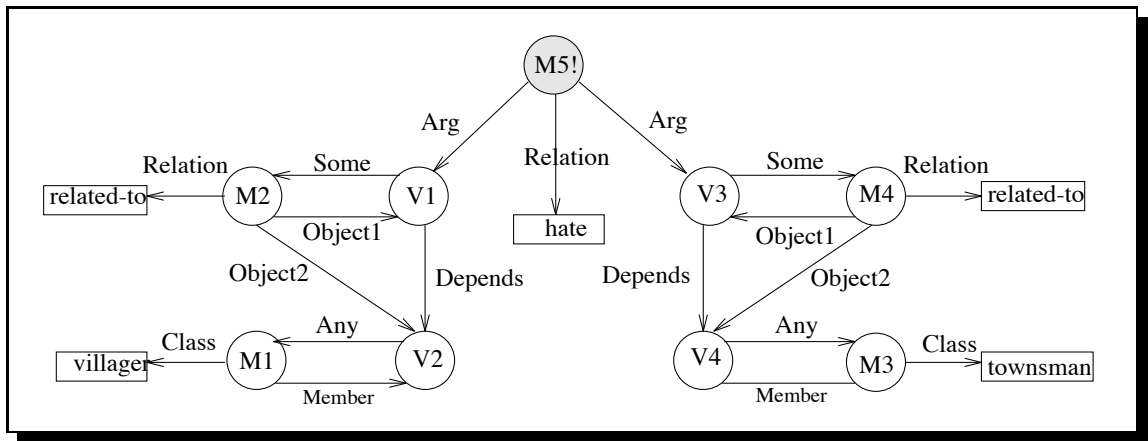 M5!
Arg
Arg
Relation
Relation
Some
Some
Relation
related-to
M2
V1
V3
M4
related-to
Object1
hate
Object1
Object2
Depends
Depends
Object2
Class
Any
Any
Class
villager
M1
V2
V4
M3
townsman
Member
Member